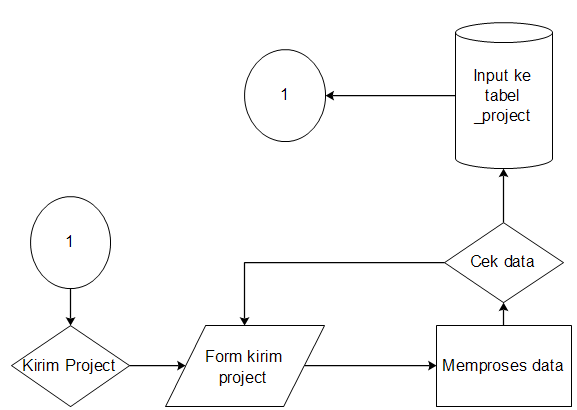 Input ke
tabel
_project
1
1
Cek data
Kirim Project
Form kirim
project
Memproses data